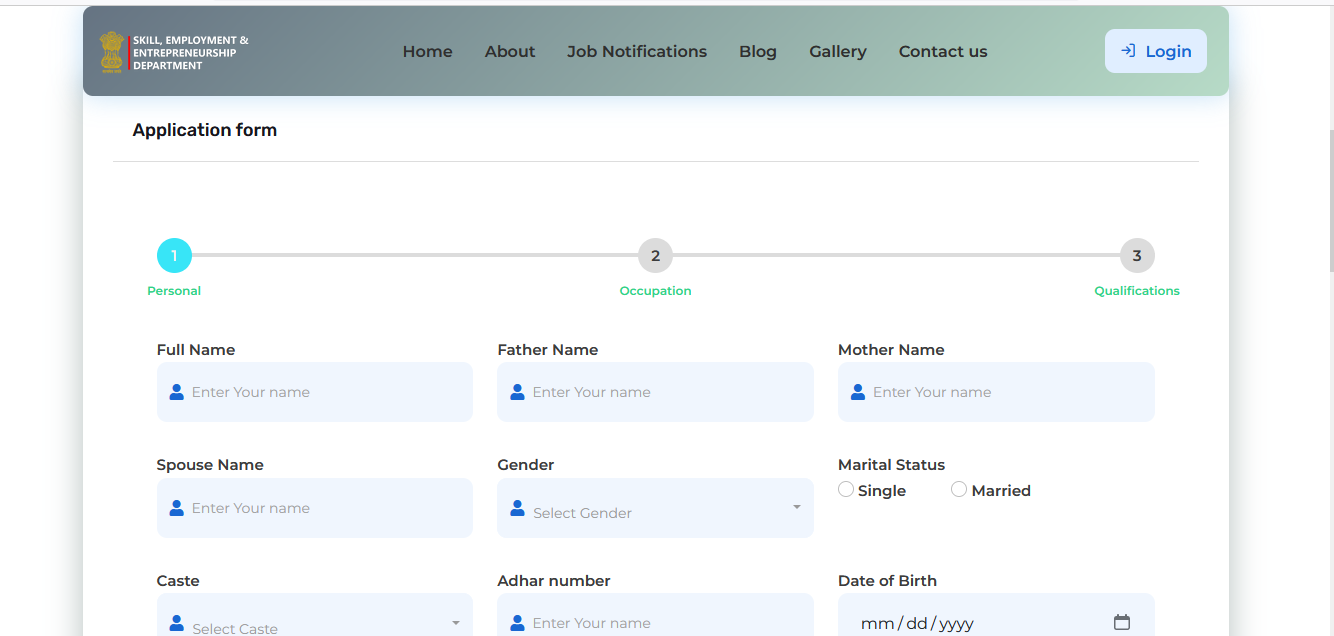 SKILL, EMPLOYMENT &
ENTREPRENEURSHIP
DEPARTMENT
Home About Job Notifications Blog Gallery Contact us Login
Application form
1 2 3
Personal Occupation Qualifications
Full Name Father Name Mother Name
Enter Your name Enter Your name Enter Your name
Spouse Name Gender Marital Status
Enter Your name Select Gender Single Married
Caste Adhar number Date of Birth
Select Caste Enter Your name mm/dd/yyyy